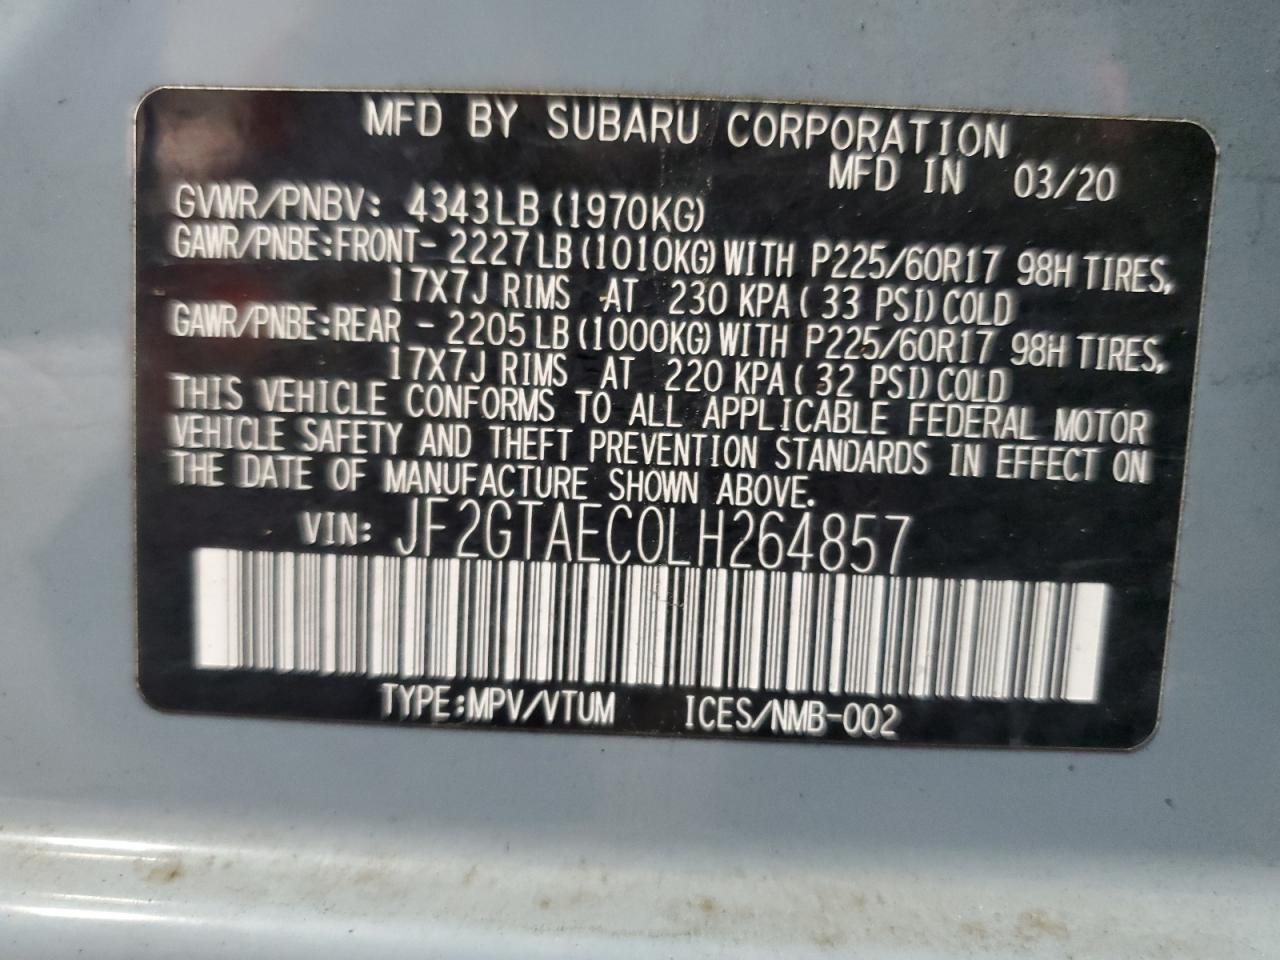 MFD BY SUBARU CORPORATION
MFD IN 03/20
GVWR/PNBV: 4343LB (1970KG)
GAWR/PNBE:FRONT- 2227LB (1010KG) WITH P225/60R17 98H TIRES,
17X7J RIMS AT 230 KPA ( 33 PSI) COLD
GAWR/PNBE:REAR - 2205LB (1000KG) WITH P225/60R17 98H TIRES,
17X7J RIMS AT 220 KPA ( 32 PSI) COLD
THIS VEHICLE CONFORMS TO ALL APPLICABLE FEDERAL MOTOR
VEHICLE SAFETY AND THEFT PREVENTION STANDARDS IN EFFECT ON
THE DATE OF MANUFACTURE SHOWN ABOVE.
VIN: JF2GTAEC0LH264857
TYPE:MPV/VTUM ICES/NMB-002